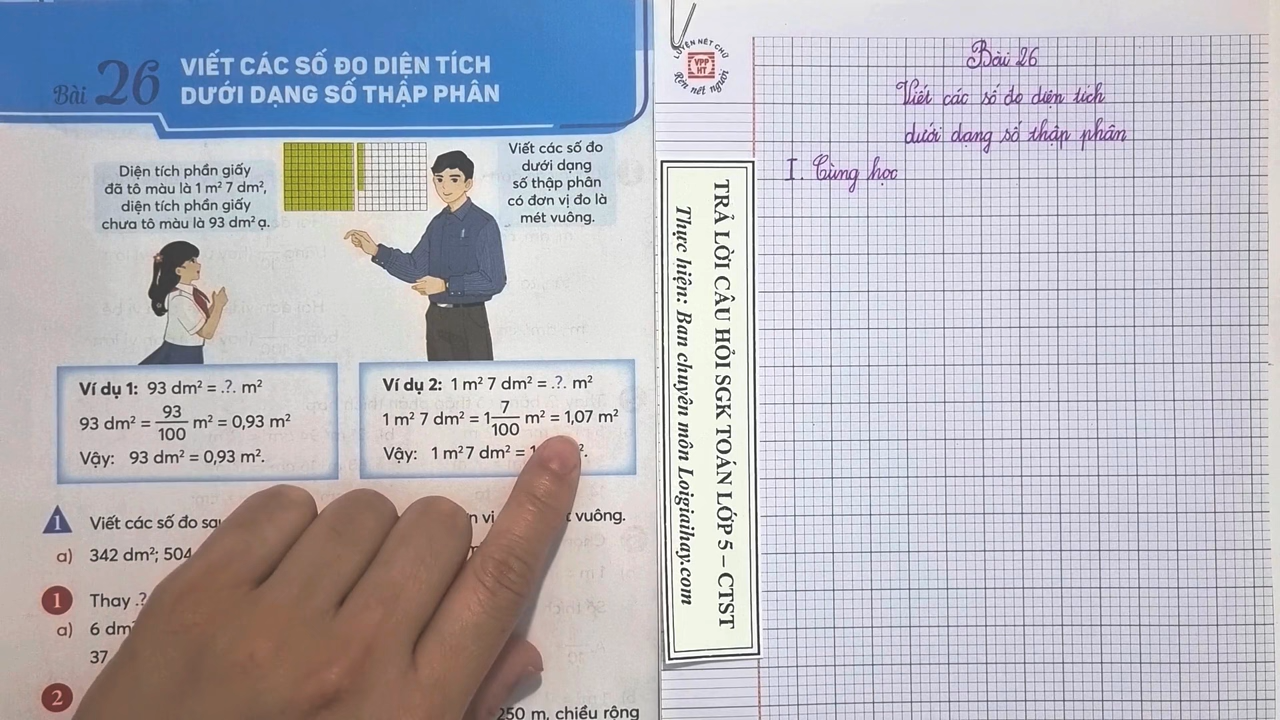 Bài 26 VIẾT CÁC SỐ ĐO DIỆN TÍCH
DƯỚI DẠNG SỐ THẬP PHÂN
Diện tích phần giấy
đã tô màu là 1 m² 7 dm²,
diện tích phần giấy
chưa tô màu là 93 dm² ạ.
Viết các số đo
dưới dạng
số thập phân
có đơn vị đo là
mét vuông.
Ví dụ 1: 93 dm² = .?. m²
93 dm² = 93/100 m² = 0,93 m²
Vậy: 93 dm² = 0,93 m².
Ví dụ 2: 1 m² 7 dm² = .?. m²
1 m² 7 dm² = 1 7/100 m² = 1,07 m²
Vậy: 1 m² 7 dm² =
1 Viết các số đo vuông.
a) 342 dm²; 504
1 Thay .?
a) 6 dm²
37
2 250 m, chiều rộng
LUYỆN NÉT CHỮ
VPP
HT
Rèn nét người
TRẢ LỜI CÂU HỎI SGK TOÁN LỚP 5 – CTST
Thực hiện: Ban chuyên môn Loigiaihay.com
Bài 26
Viết các số đo diện tích
dưới dạng số thập phân
I. Cùng học